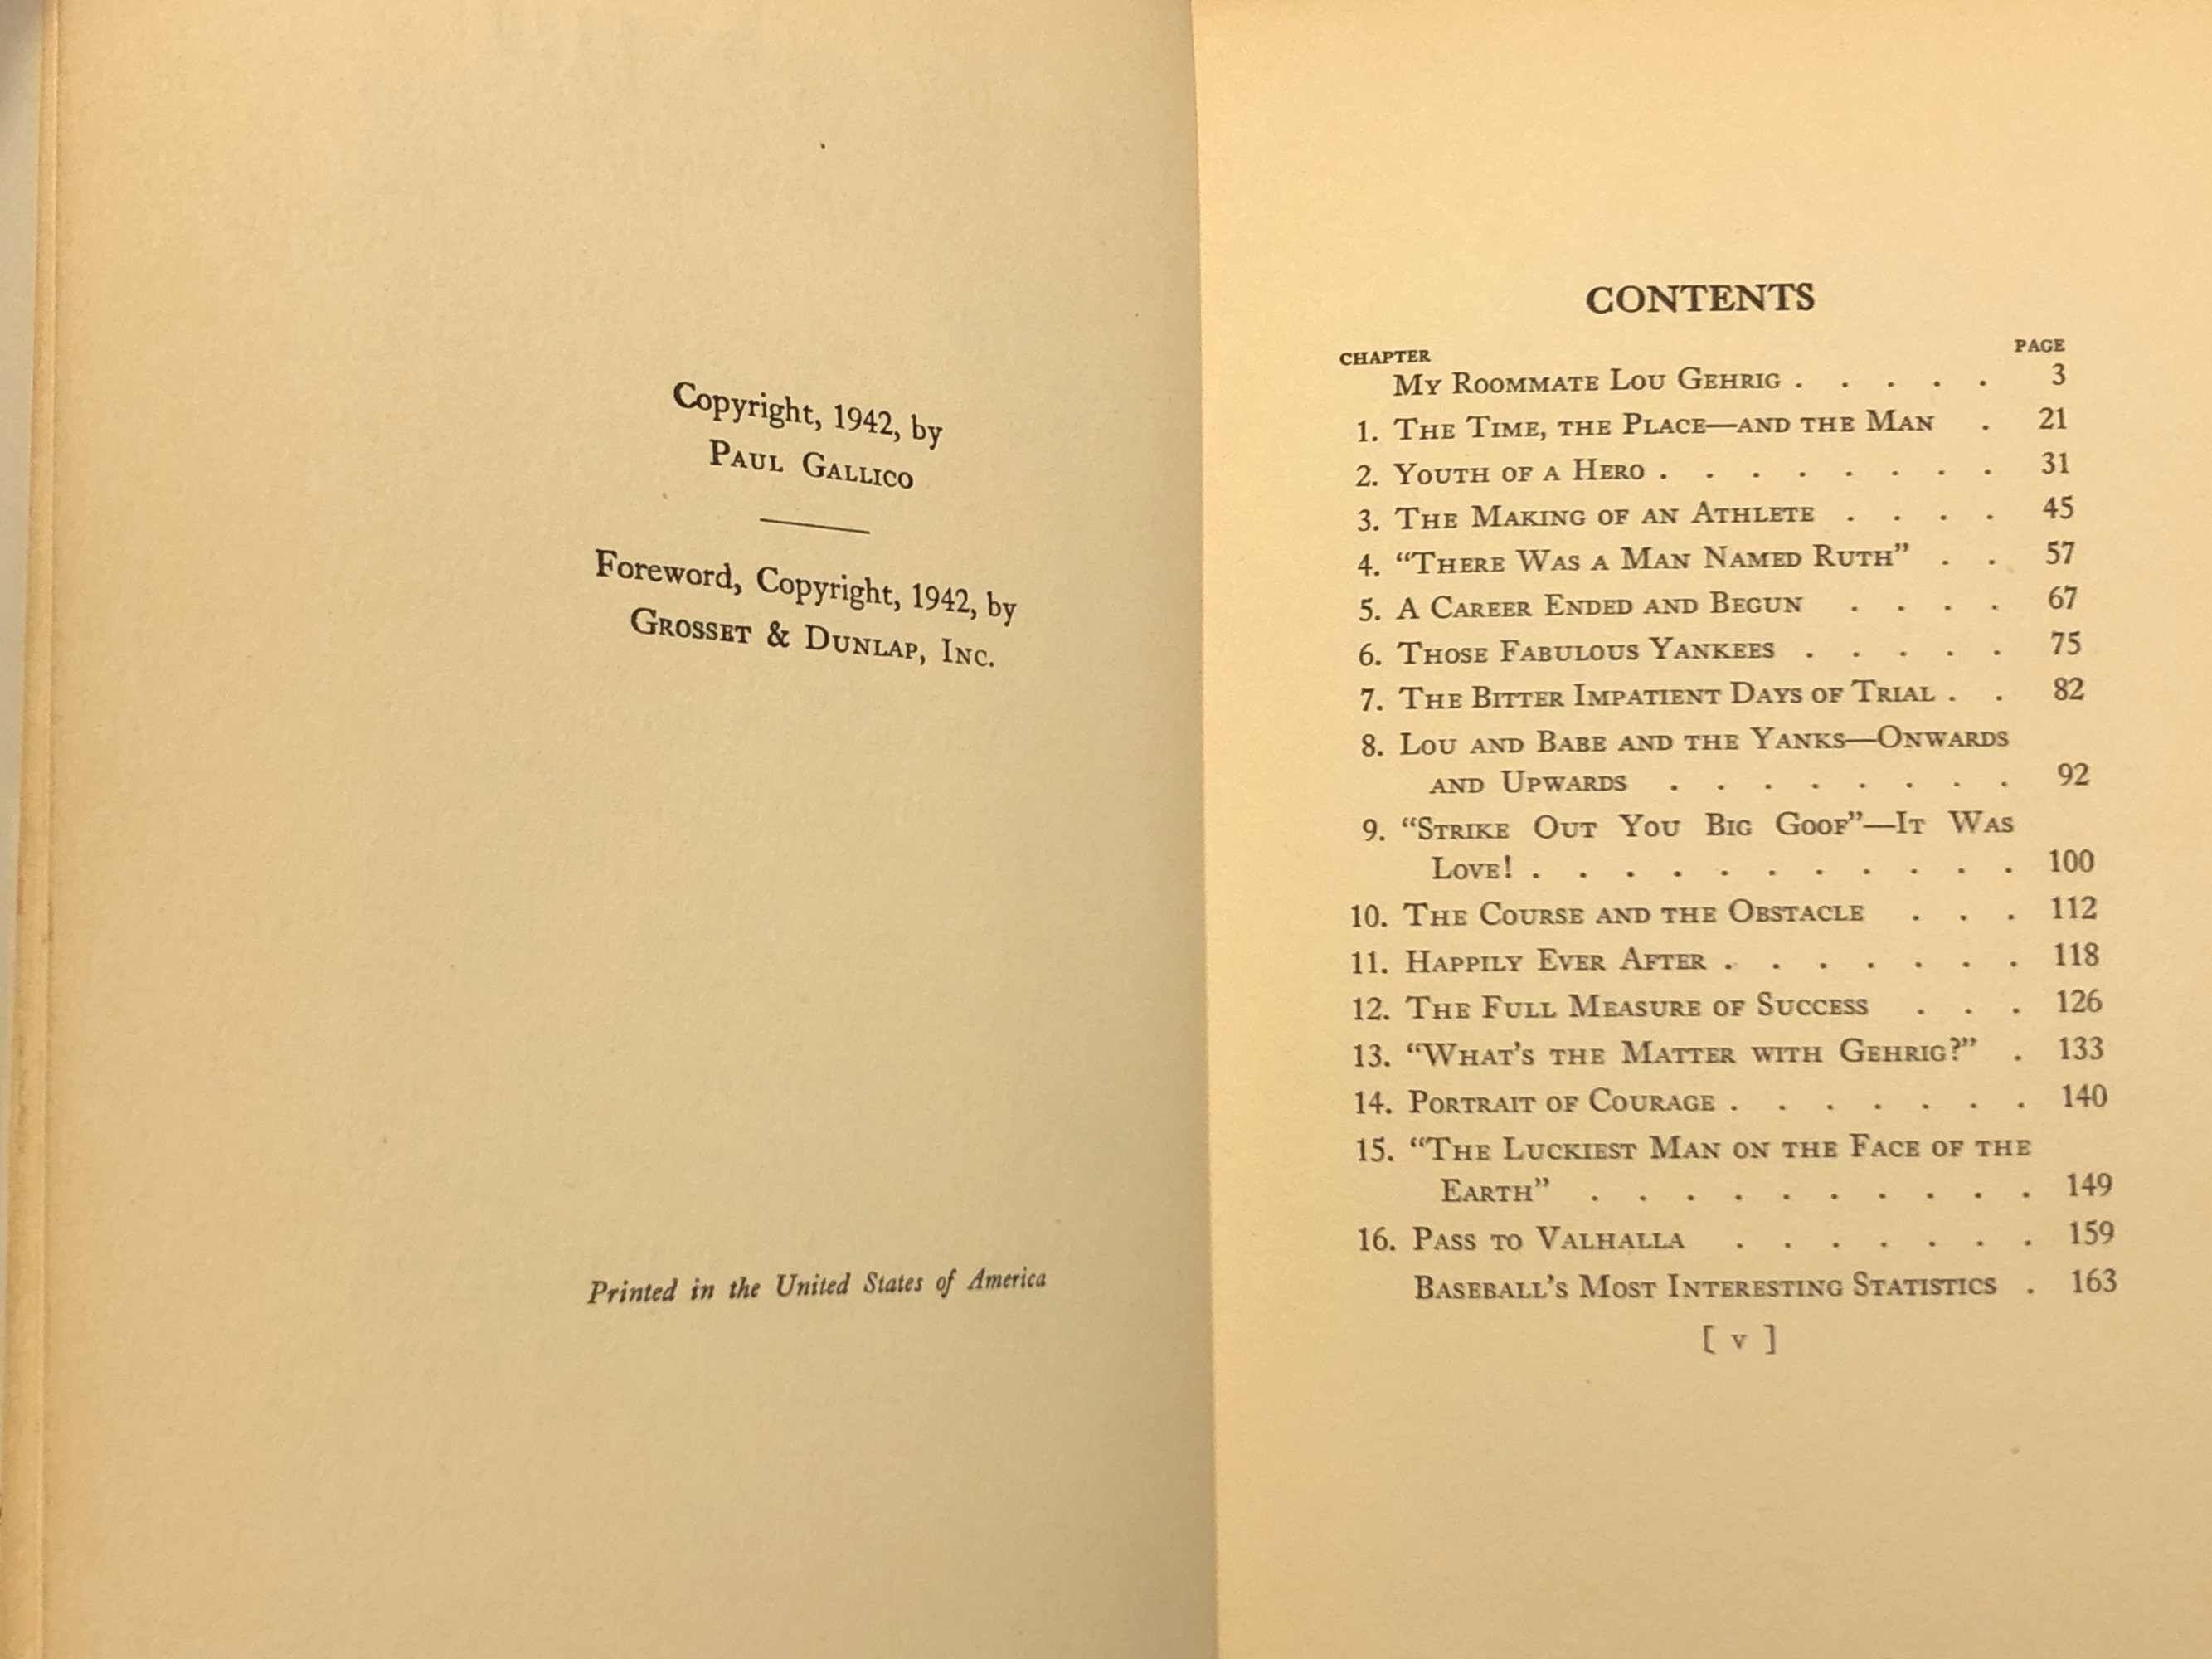 Copyright, 1942, by
PAUL GALLICO
Foreword, Copyright, 1942, by
GROSSET & DUNLAP, INC.
Printed in the United States of America
CONTENTS
CHAPTER PAGE
MY ROOMMATE LOU GEHRIG . . . . . 3
1. THE TIME, THE PLACE—AND THE MAN . 21
2. YOUTH OF A HERO . . . . . . . . 31
3. THE MAKING OF AN ATHLETE . . . . 45
4. “THERE WAS A MAN NAMED RUTH” . . 57
5. A CAREER ENDED AND BEGUN . . . . 67
6. THOSE FABULOUS YANKEES . . . . . 75
7. THE BITTER IMPATIENT DAYS OF TRIAL . . 82
8. LOU AND BABE AND THE YANKS—ONWARDS
AND UPWARDS . . . . . . . . 92
9. “STRIKE OUT YOU BIG GOOF”—IT WAS
LOVE! . . . . . . . . . . . 100
10. THE COURSE AND THE OBSTACLE . . . 112
11. HAPPILY EVER AFTER . . . . . . . 118
12. THE FULL MEASURE OF SUCCESS . . . 126
13. “WHAT’S THE MATTER WITH GEHRIG?” . 133
14. PORTRAIT OF COURAGE . . . . . . . 140
15. “THE LUCKIEST MAN ON THE FACE OF THE
EARTH” . . . . . . . . . . 149
16. PASS TO VALHALLA . . . . . . . 159
BASEBALL’S MOST INTERESTING STATISTICS . 163
[ v ]